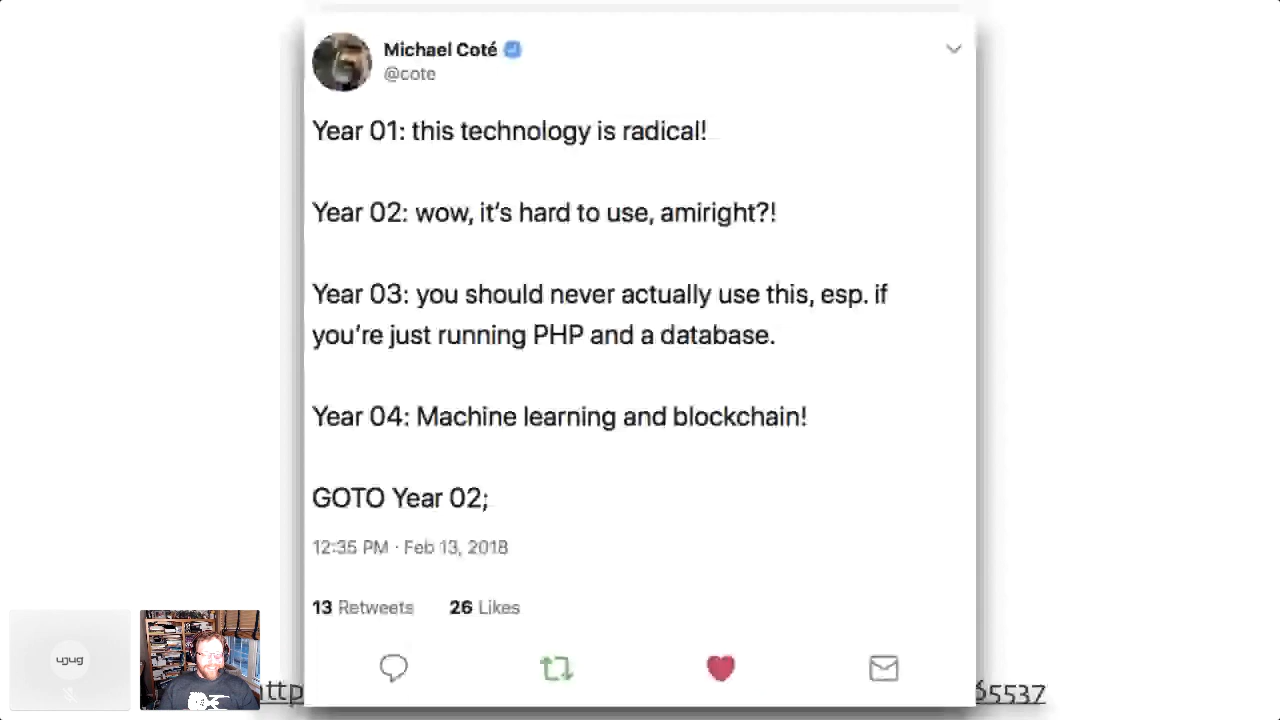 Michael Coté
@cote
Year 01: this technology is radical!
Year 02: wow, it's hard to use, amiright?!
Year 03: you should never actually use this, esp. if
you're just running PHP and a database.
Year 04: Machine learning and blockchain!
GOTO Year 02;
12:35 PM · Feb 13, 2018
13 Retweets 26 Likes
ttp
65537